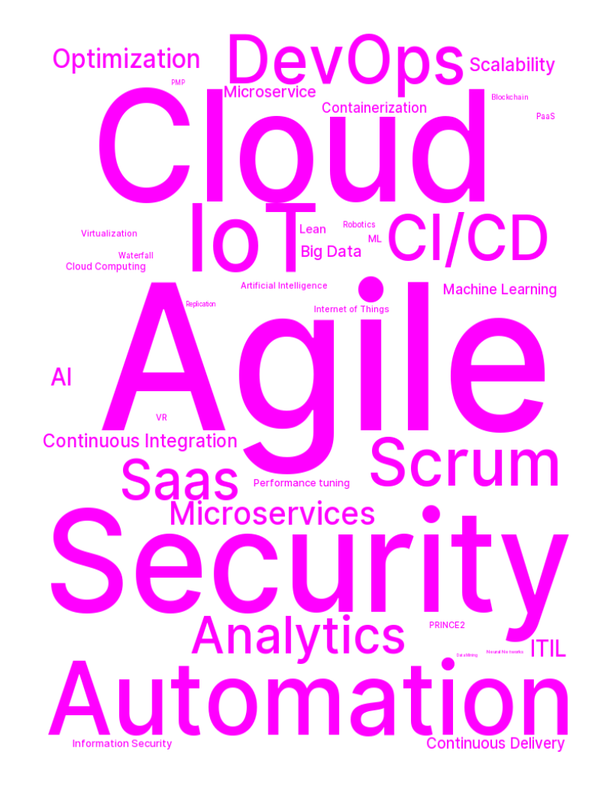 DevOps
Optimization
Scalability
PMP
Microservice
Blockchain
Containerization
PaaS
Cloud
IoT
Lean
Robotics
CI/CD
Virtualization
ML
Big Data
Waterfall
Cloud Computing
Artificial Intelligence
Machine Learning
Replication
Internet of Things
Agile
AI
VR
Continuous Integration
Scrum
Saas
Performance tuning
Microservices
Security
PRINCE2
Analytics
ITIL
Neural Networks
Automation
Information Security
Continuous Delivery